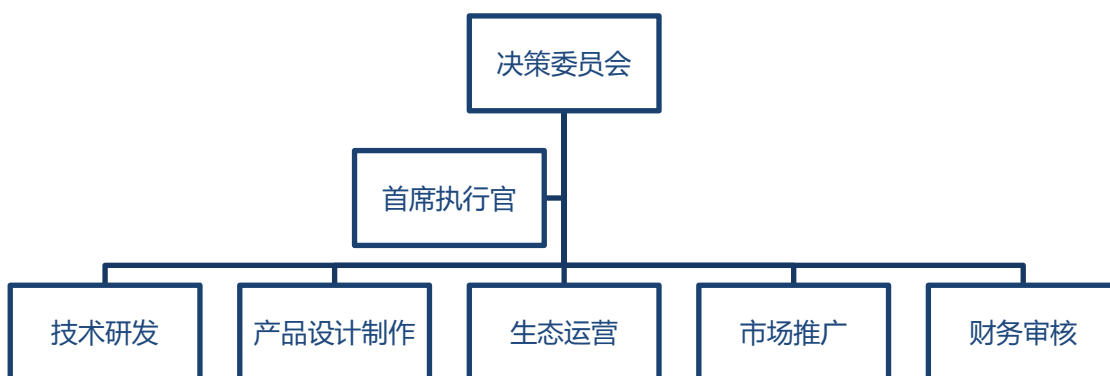 决策委员会
首席执行官
技术研发
产品设计制作
生态运营
市场推广
财务审核